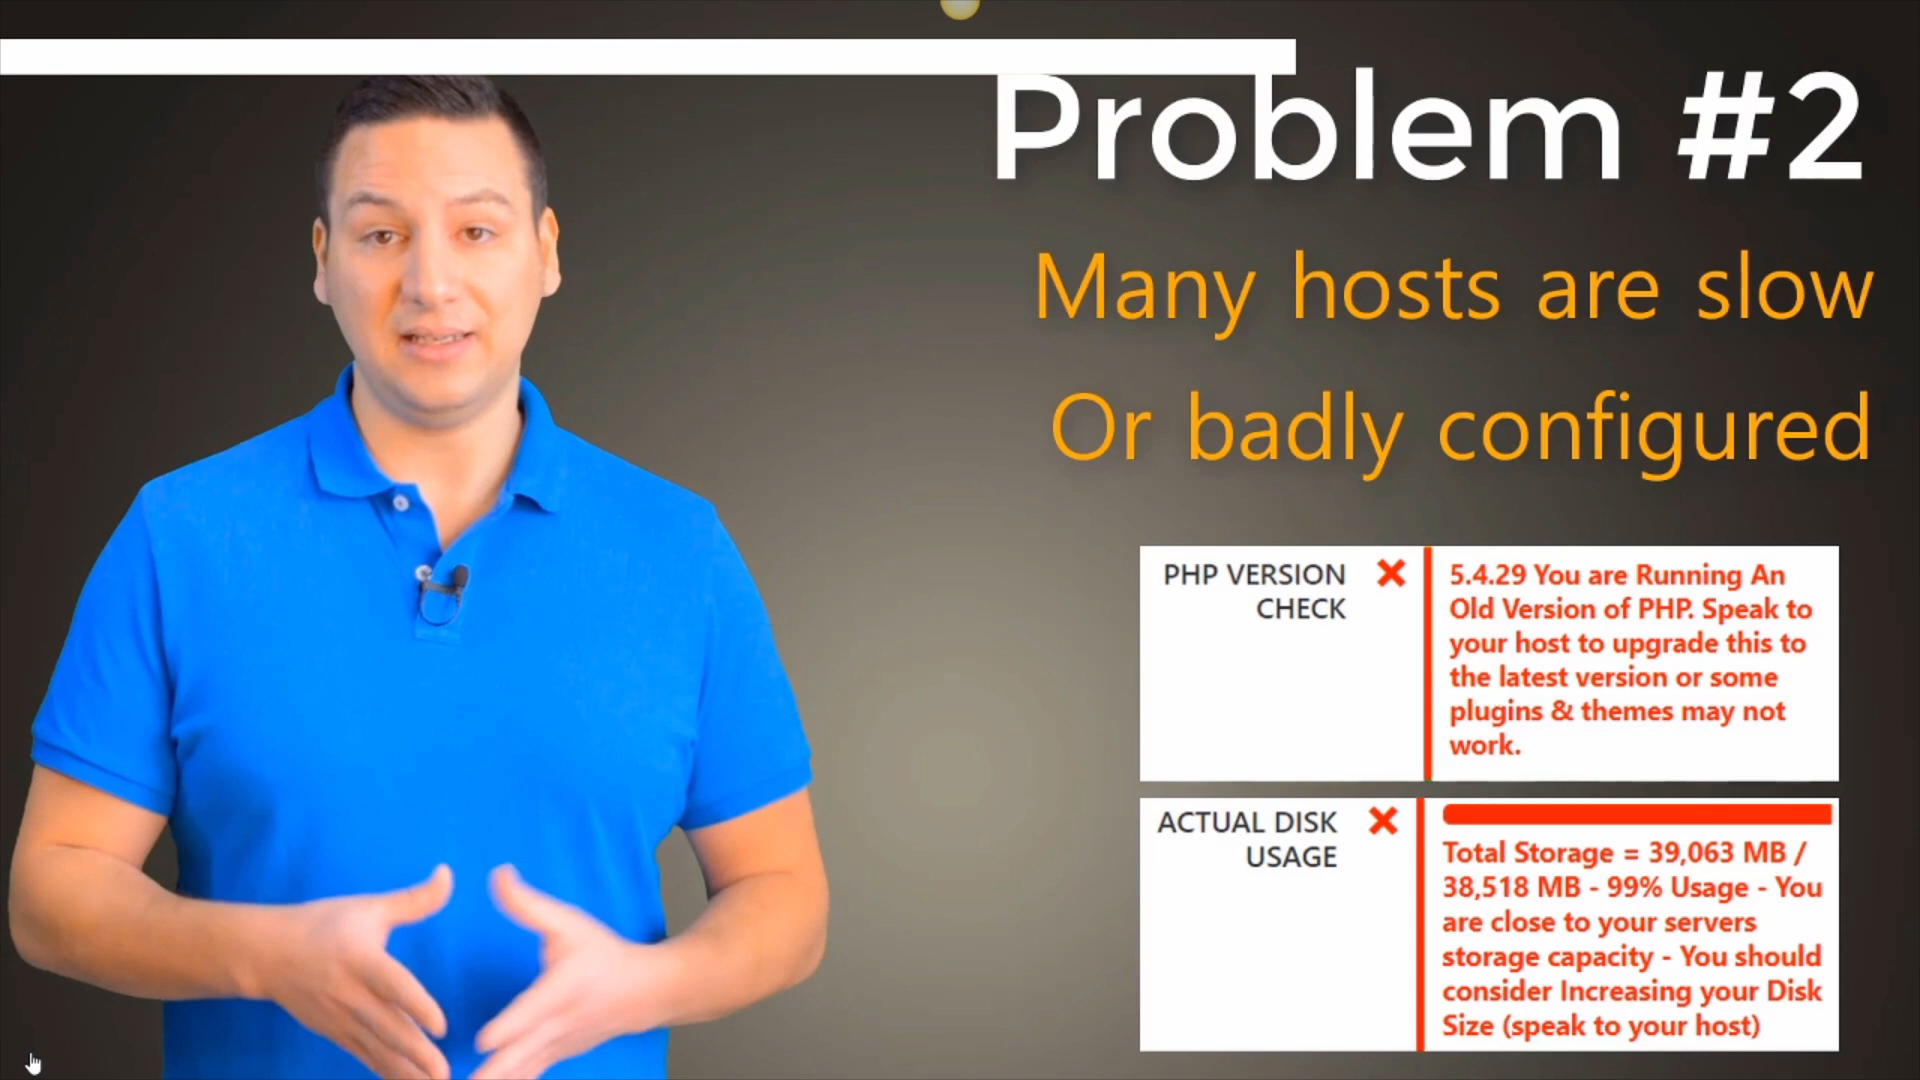 Problem #2
Many hosts are slow
Or badly configured
PHP VERSION
CHECK
5.4.29 You are Running An
Old Version of PHP. Speak to
your host to upgrade this to
the latest version or some
plugins & themes may not
work.
ACTUAL DISK
USAGE
Total Storage = 39,063 MB /
38,518 MB - 99% Usage - You
are close to your servers
storage capacity - You should
consider Increasing your Disk
Size (speak to your host)